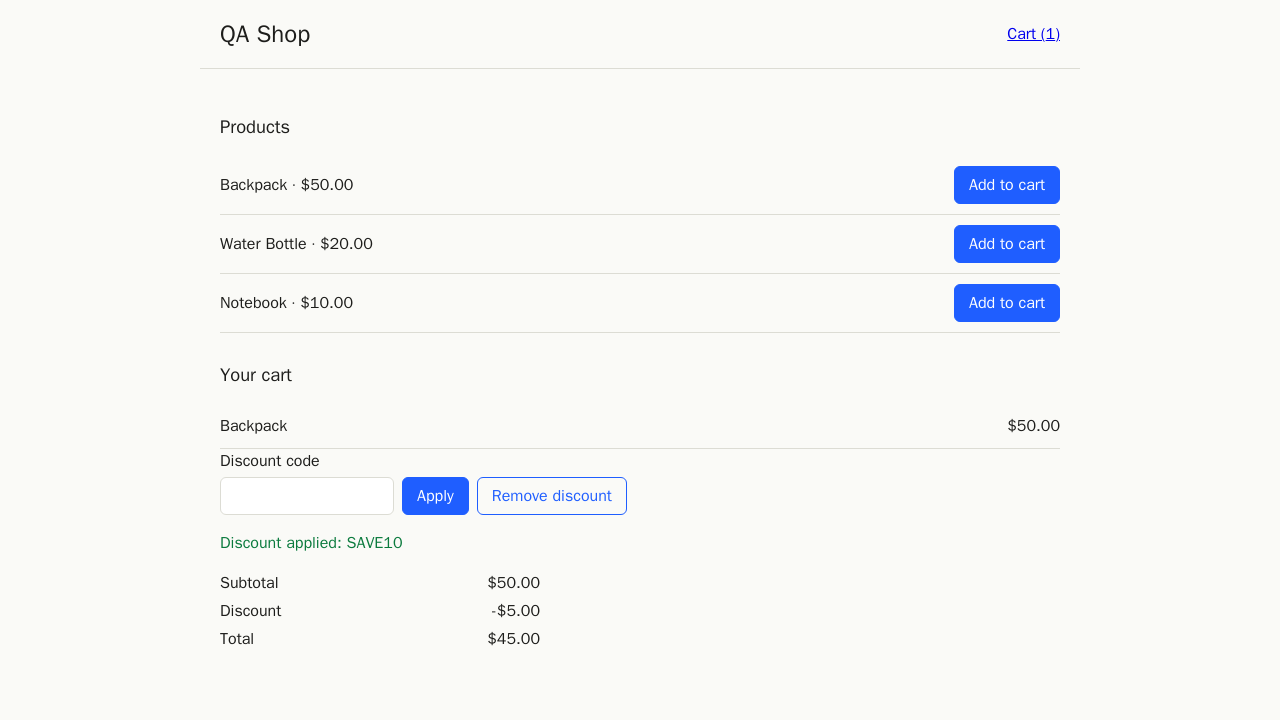 QA Shop Cart (1)
Products
Backpack · $50.00 Add to cart
Water Bottle · $20.00 Add to cart
Notebook · $10.00 Add to cart
Your cart
Backpack $50.00
Discount code
Apply Remove discount
Discount applied: SAVE10
Subtotal $50.00
Discount -$5.00
Total $45.00